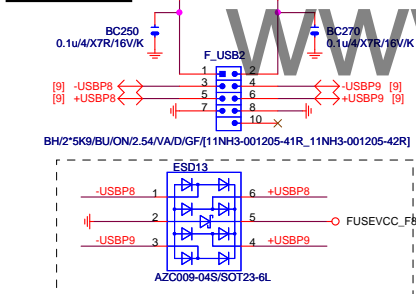 BC250
0.1u/4/X7R/16V/K
BC270
0.1u/4/X7R/16V/K
WW
F_USB2
1 2
[9] -USBP8 3 4 -USBP9 [9]
[9] +USBP8 5 6 +USBP9 [9]
7 8
10
BH/2*5K9/BU/ON/2.54/VA/D/GF/[11NH3-001205-41R_11NH3-001205-42R]
ESD13
-USBP8 1 6 +USBP8
2 5 FUSEVCC_F8
-USBP9 3 4 +USBP9
AZC009-04S/SOT23-6L